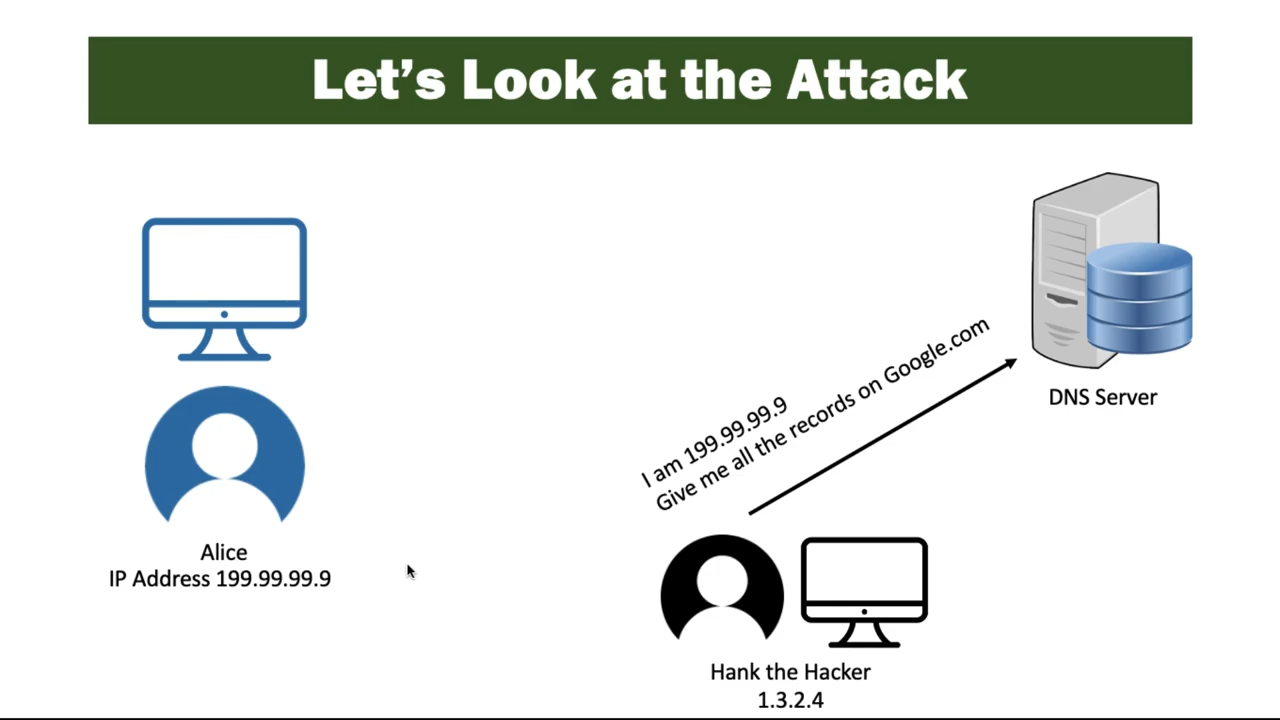 Let's Look at the Attack
I am 199.99.99.9
Give me all the records on Google.com
DNS Server
Alice
IP Address 199.99.99.9
Hank the Hacker
1.3.2.4